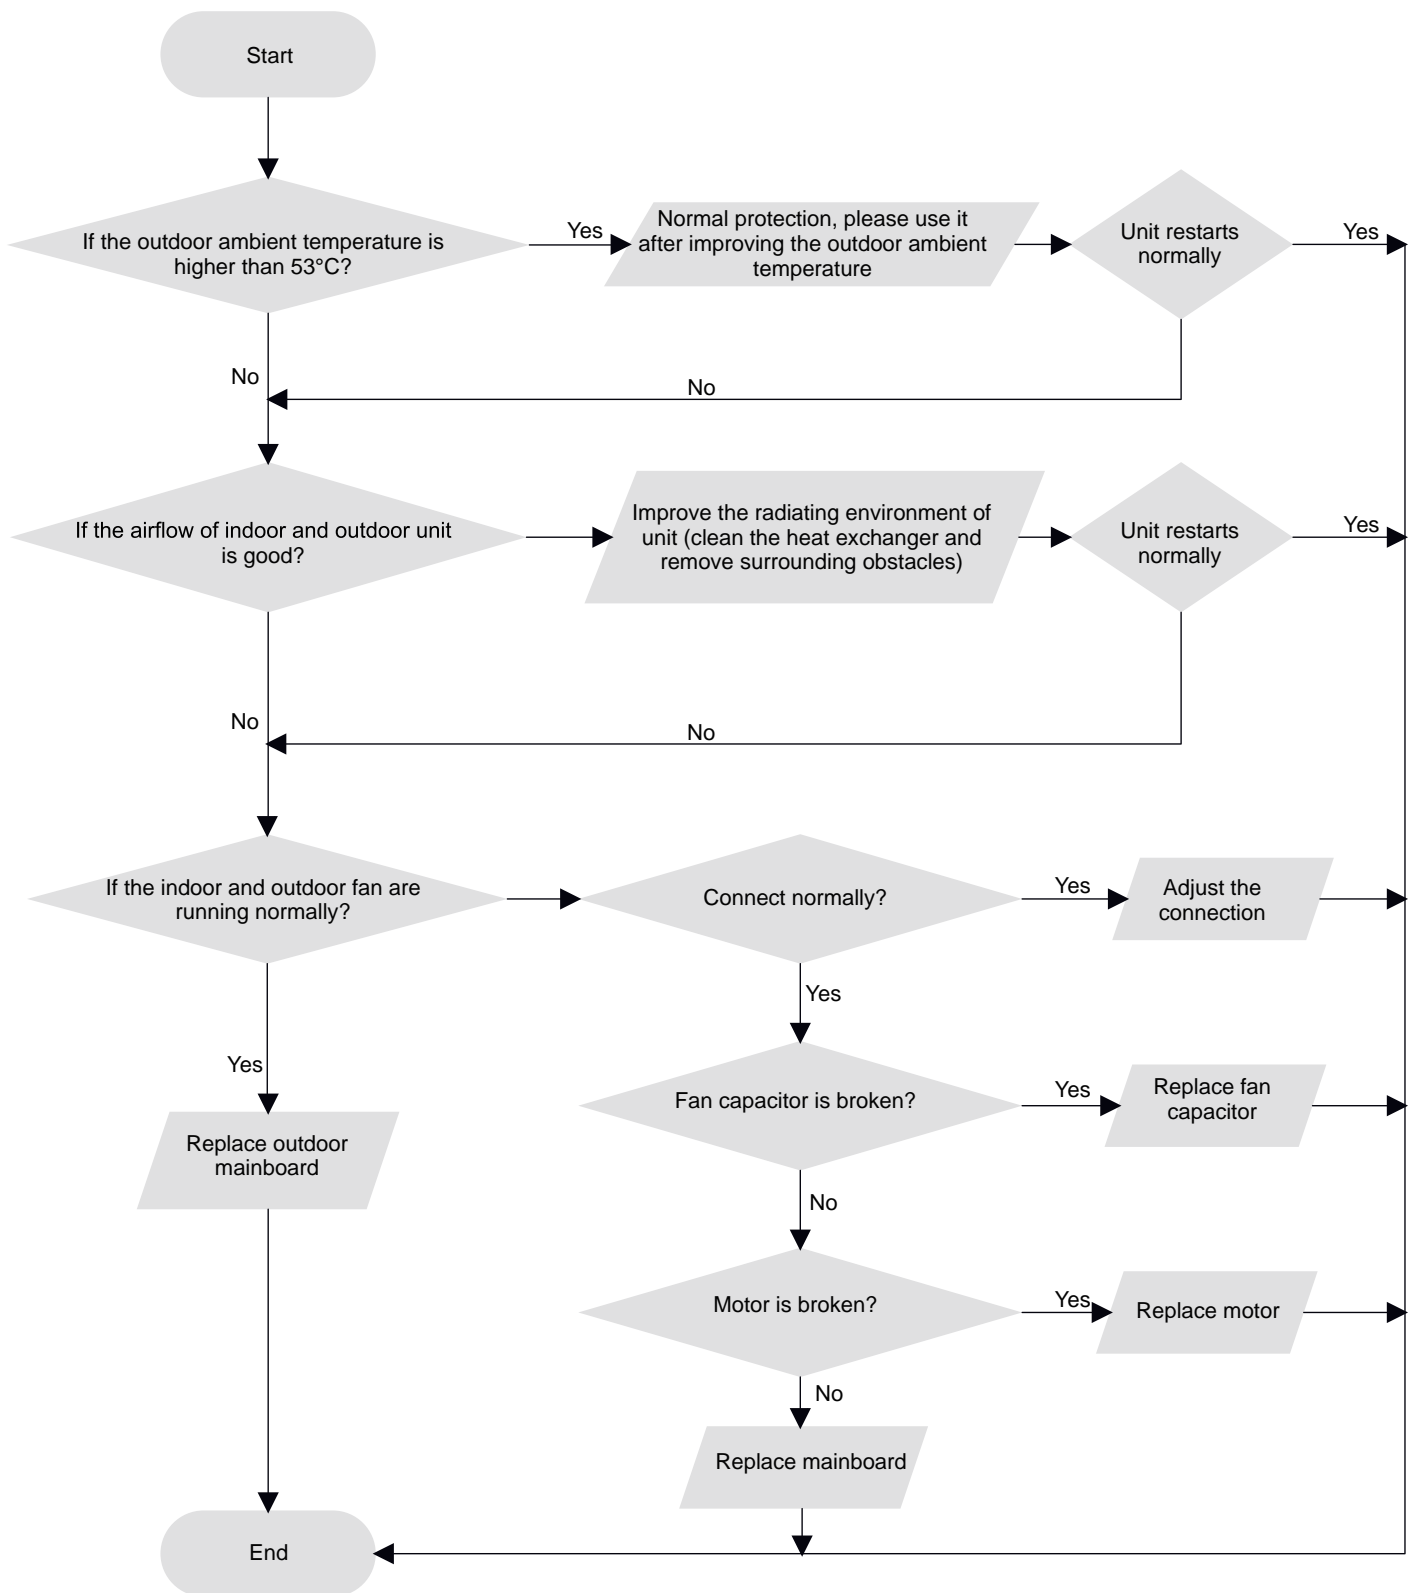 Start
If the outdoor ambient temperature is
higher than 53°C?
Yes
Normal protection, please use it
after improving the outdoor ambient
temperature
Unit restarts
normally
Yes
No
No
If the airflow of indoor and outdoor unit
is good?
Improve the radiating environment of
unit (clean the heat exchanger and
remove surrounding obstacles)
Unit restarts
normally
Yes
No
No
If the indoor and outdoor fan are
running normally?
Connect normally?
Yes
Adjust the
connection
Yes
Yes
Fan capacitor is broken?
Yes
Replace fan
capacitor
Replace outdoor
mainboard
No
Motor is broken?
Yes
Replace motor
No
Replace mainboard
End